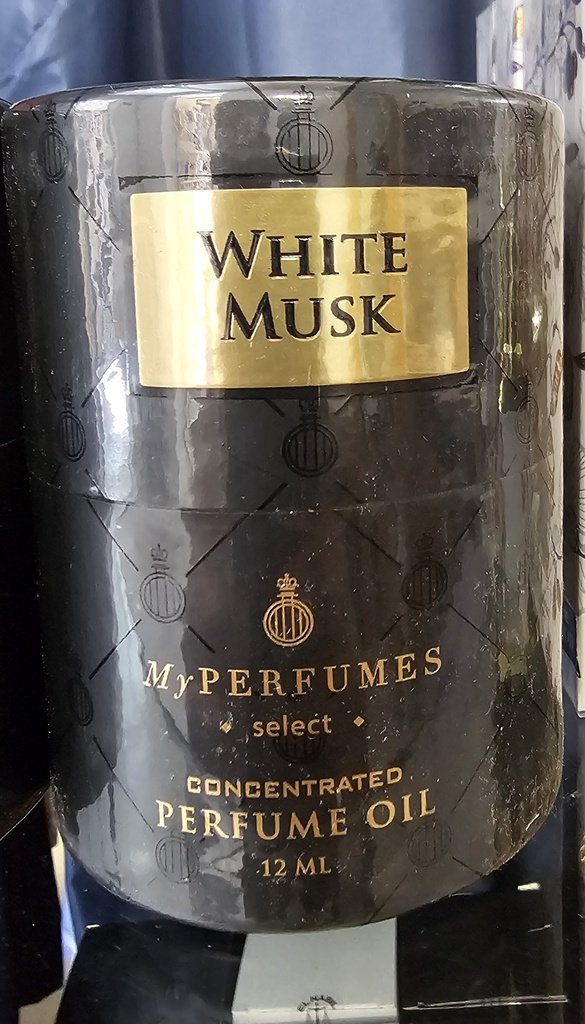 WHITE
MUSK
MyPERFUMES
select
CONCENTRATED
PERFUME OIL
12 ML